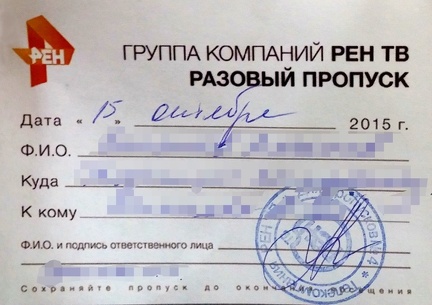 РЕН
ГРУППА КОМПАНИЙ РЕН ТВ
РАЗОВЫЙ ПРОПУСК
Дата « 15 » октября 2015 г.
Ф.И.О.
Куда
К кому
Ф.И.О. и подпись ответственного лица
Сохраняйте пропуск до окончания посещения